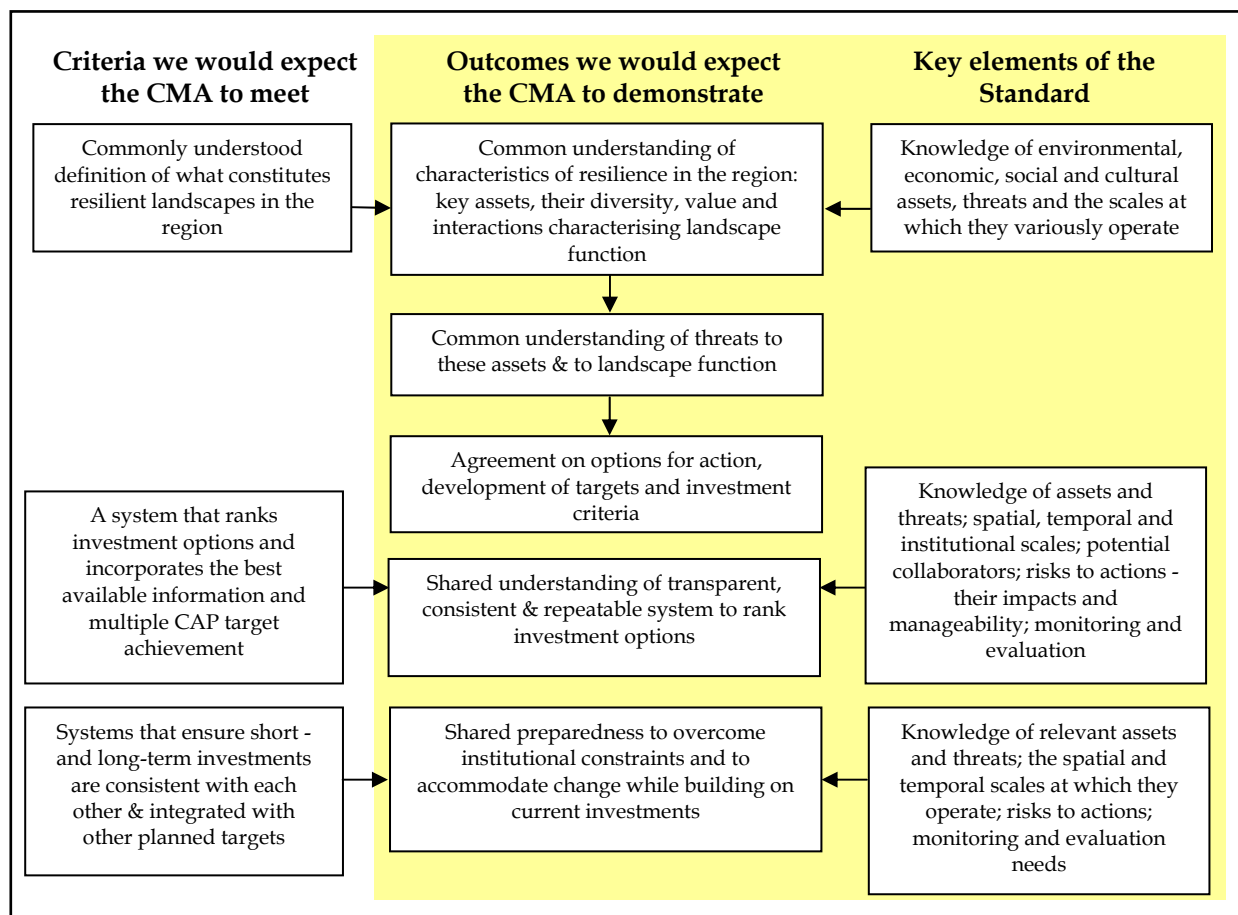 Criteria we would expect
the CMA to meet
Outcomes we would expect
the CMA to demonstrate
Key elements of the
Standard
Commonly understood
definition of what constitutes
resilient landscapes in the
region
Common understanding of
characteristics of resilience in the region:
key assets, their diversity, value and
interactions characterising landscape
function
Knowledge of environmental,
economic, social and cultural
assets, threats and the scales at
which they variously operate
Common understanding of threats to
these assets & to landscape function
Agreement on options for action,
development of targets and investment
criteria
A system that ranks
investment options and
incorporates the best
available information and
multiple CAP target
achievement
Shared understanding of transparent,
consistent & repeatable system to rank
investment options
Knowledge of assets and
threats; spatial, temporal and
institutional scales; potential
collaborators; risks to actions -
their impacts and
manageability; monitoring and
evaluation
Systems that ensure short -
and long-term investments
are consistent with each
other & integrated with
other planned targets
Shared preparedness to overcome
institutional constraints and to
accommodate change while building on
current investments
Knowledge of relevant assets
and threats; the spatial and
temporal scales at which they
operate; risks to actions;
monitoring and evaluation
needs